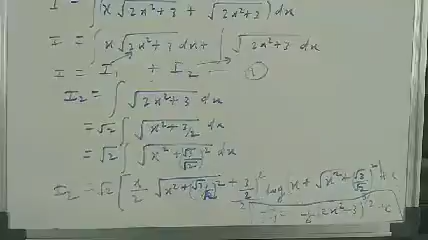 I = ∫(x √2x²+3 + √2x²+3) dx
I = ∫ x √2x²+3 dx + ∫ √2x²+3 dx
I = I₁ + I₂ — ①
I₂ = ∫ √2x²+3 dx
= √2 ∫ √x²+3/2 dx
= √2 ∫ √x²+(√3/√2)² dx
I₂ = √2 [ x/2 √x²+(√3/√2)² + 3/2
log x + √x²+(√3/√2)² + c